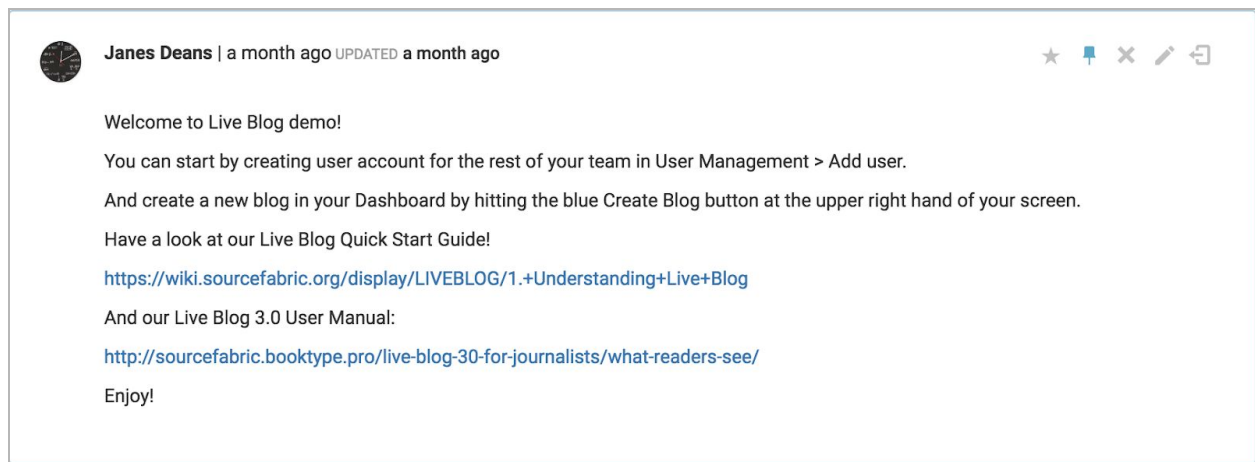 Janes Deans | a month ago UPDATED a month ago
Welcome to Live Blog demo!
You can start by creating user account for the rest of your team in User Management > Add user.
And create a new blog in your Dashboard by hitting the blue Create Blog button at the upper right hand of your screen.
Have a look at our Live Blog Quick Start Guide!
https://wiki.sourcefabric.org/display/LIVEBLOG/1.+Understanding+Live+Blog
And our Live Blog 3.0 User Manual:
http://sourcefabric.booktype.pro/live-blog-30-for-journalists/what-readers-see/
Enjoy!